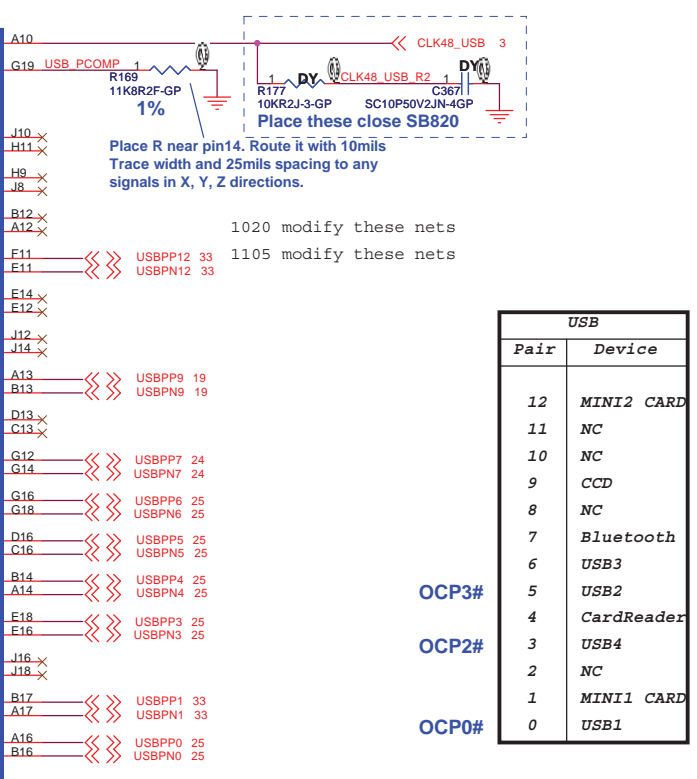 A10 CLK48_USB 3
G19 USB_PCOMP 1 2
R169
11K8R2F-GP
1%
1 DY 2 CLK48_USB_R2 1 DY 2
R177 C367
10KR2J-3-GP SC10P50V2JN-4GP
Place these close SB820
Place R near pin14. Route it with 10mils
Trace width and 25mils spacing to any
signals in X, Y, Z directions.
J10
H11
H9
J8
B12
A12
1020 modify these nets
1105 modify these nets
F11 USBPP12 33
E11 USBPN12 33
E14
E12
J12
J14
A13 USBPP9 19
B13 USBPN9 19
D13
C13
G12 USBPP7 24
G14 USBPN7 24
G16 USBPP6 25
G18 USBPN6 25
D16 USBPP5 25
C16 USBPN5 25
B14 USBPP4 25
A14 USBPN4 25
E18 USBPP3 25
E16 USBPN3 25
J16
J18
B17 USBPP1 33
A17 USBPN1 33
A16 USBPP0 25
B16 USBPN0 25
USB
Pair Device
12 MINI2 CARD
11 NC
10 NC
9 CCD
8 NC
7 Bluetooth
6 USB3
OCP3# 5 USB2
4 CardReader
OCP2# 3 USB4
2 NC
1 MINI1 CARD
OCP0# 0 USB1